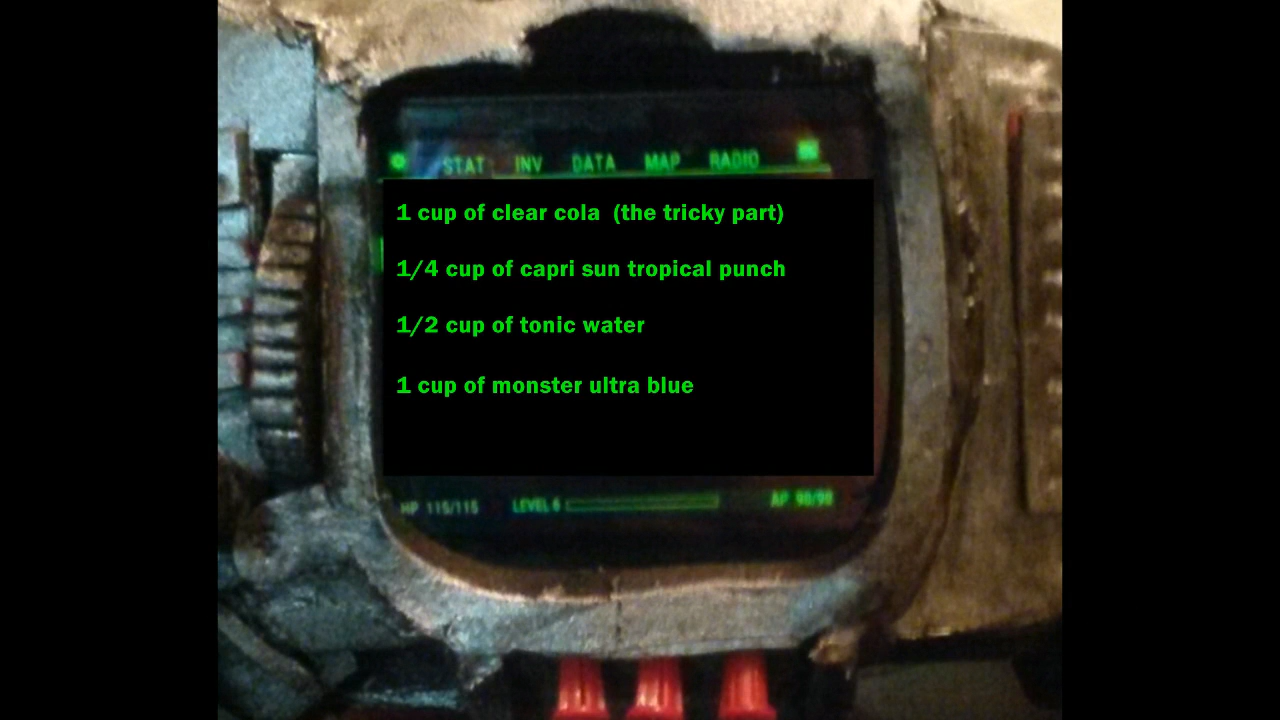 STAT INV DATA MAP RADIO
1 cup of clear cola (the tricky part)
1/4 cup of capri sun tropical punch
1/2 cup of tonic water
1 cup of monster ultra blue
HP 115/115 LEVEL 6 AP 90/90